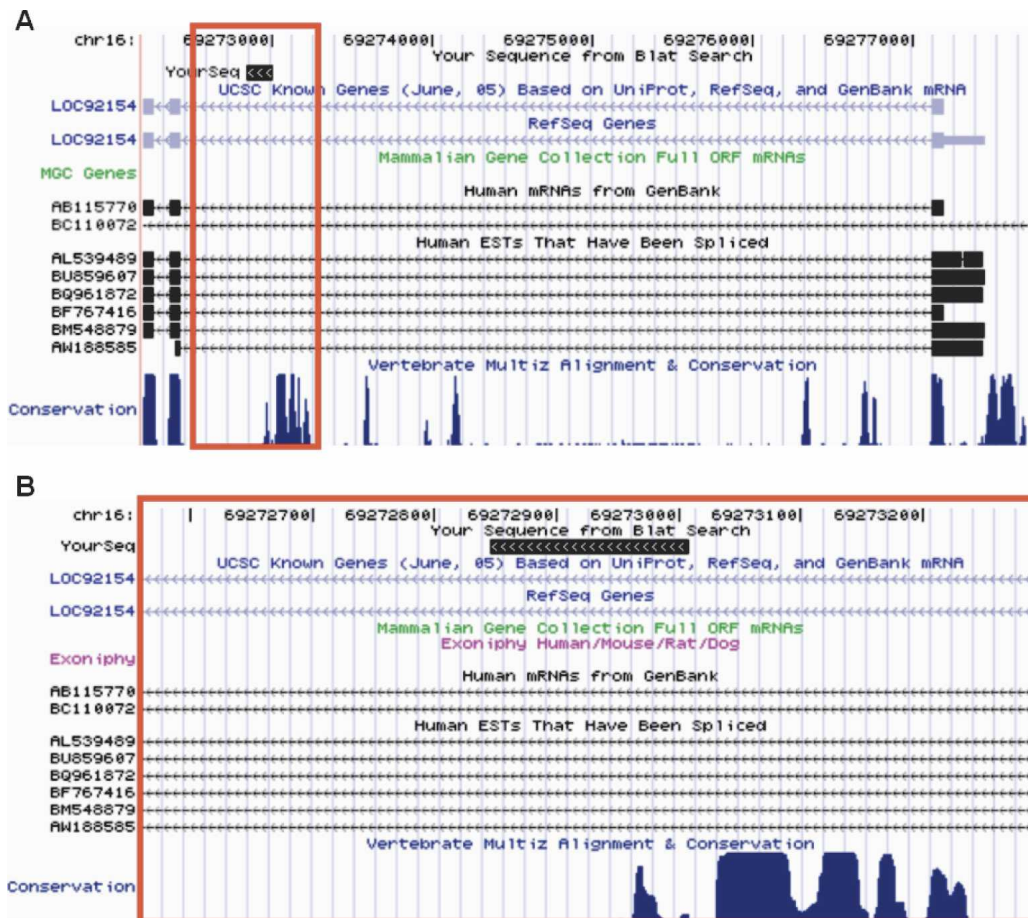 A
chr16: 69273000| 69274000| 69275000| 69276000| 69277000|
Your Sequence from Blat Search
YourSeq
UCSC Known Genes (June, 05) Based on UniProt, RefSeq, and GenBank mRNA
LOC92154
RefSeq Genes
LOC92154
Mammalian Gene Collection Full ORF mRNAs
MGC Genes
Human mRNAs from GenBank
AB115770
BC110072
Human ESTs That Have Been Spliced
AL539489
BU859607
BQ961872
BF767416
BM548879
AW188585
Vertebrate Multiz Alignment & Conservation
Conservation
B
chr16: | 69272700| 69272800| 69272900| 69273000| 69273100| 69273200|
Your Sequence from Blat Search
YourSeq
UCSC Known Genes (June, 05) Based on UniProt, RefSeq, and GenBank mRNA
LOC92154
RefSeq Genes
LOC92154
Mammalian Gene Collection Full ORF mRNAs
Exoniphy Human/Mouse/Rat/Dog
Exoniphy
Human mRNAs from GenBank
AB115770
BC110072
Human ESTs That Have Been Spliced
AL539489
BU859607
BQ961872
BF767416
BM548879
AW188585
Vertebrate Multiz Alignment & Conservation
Conservation